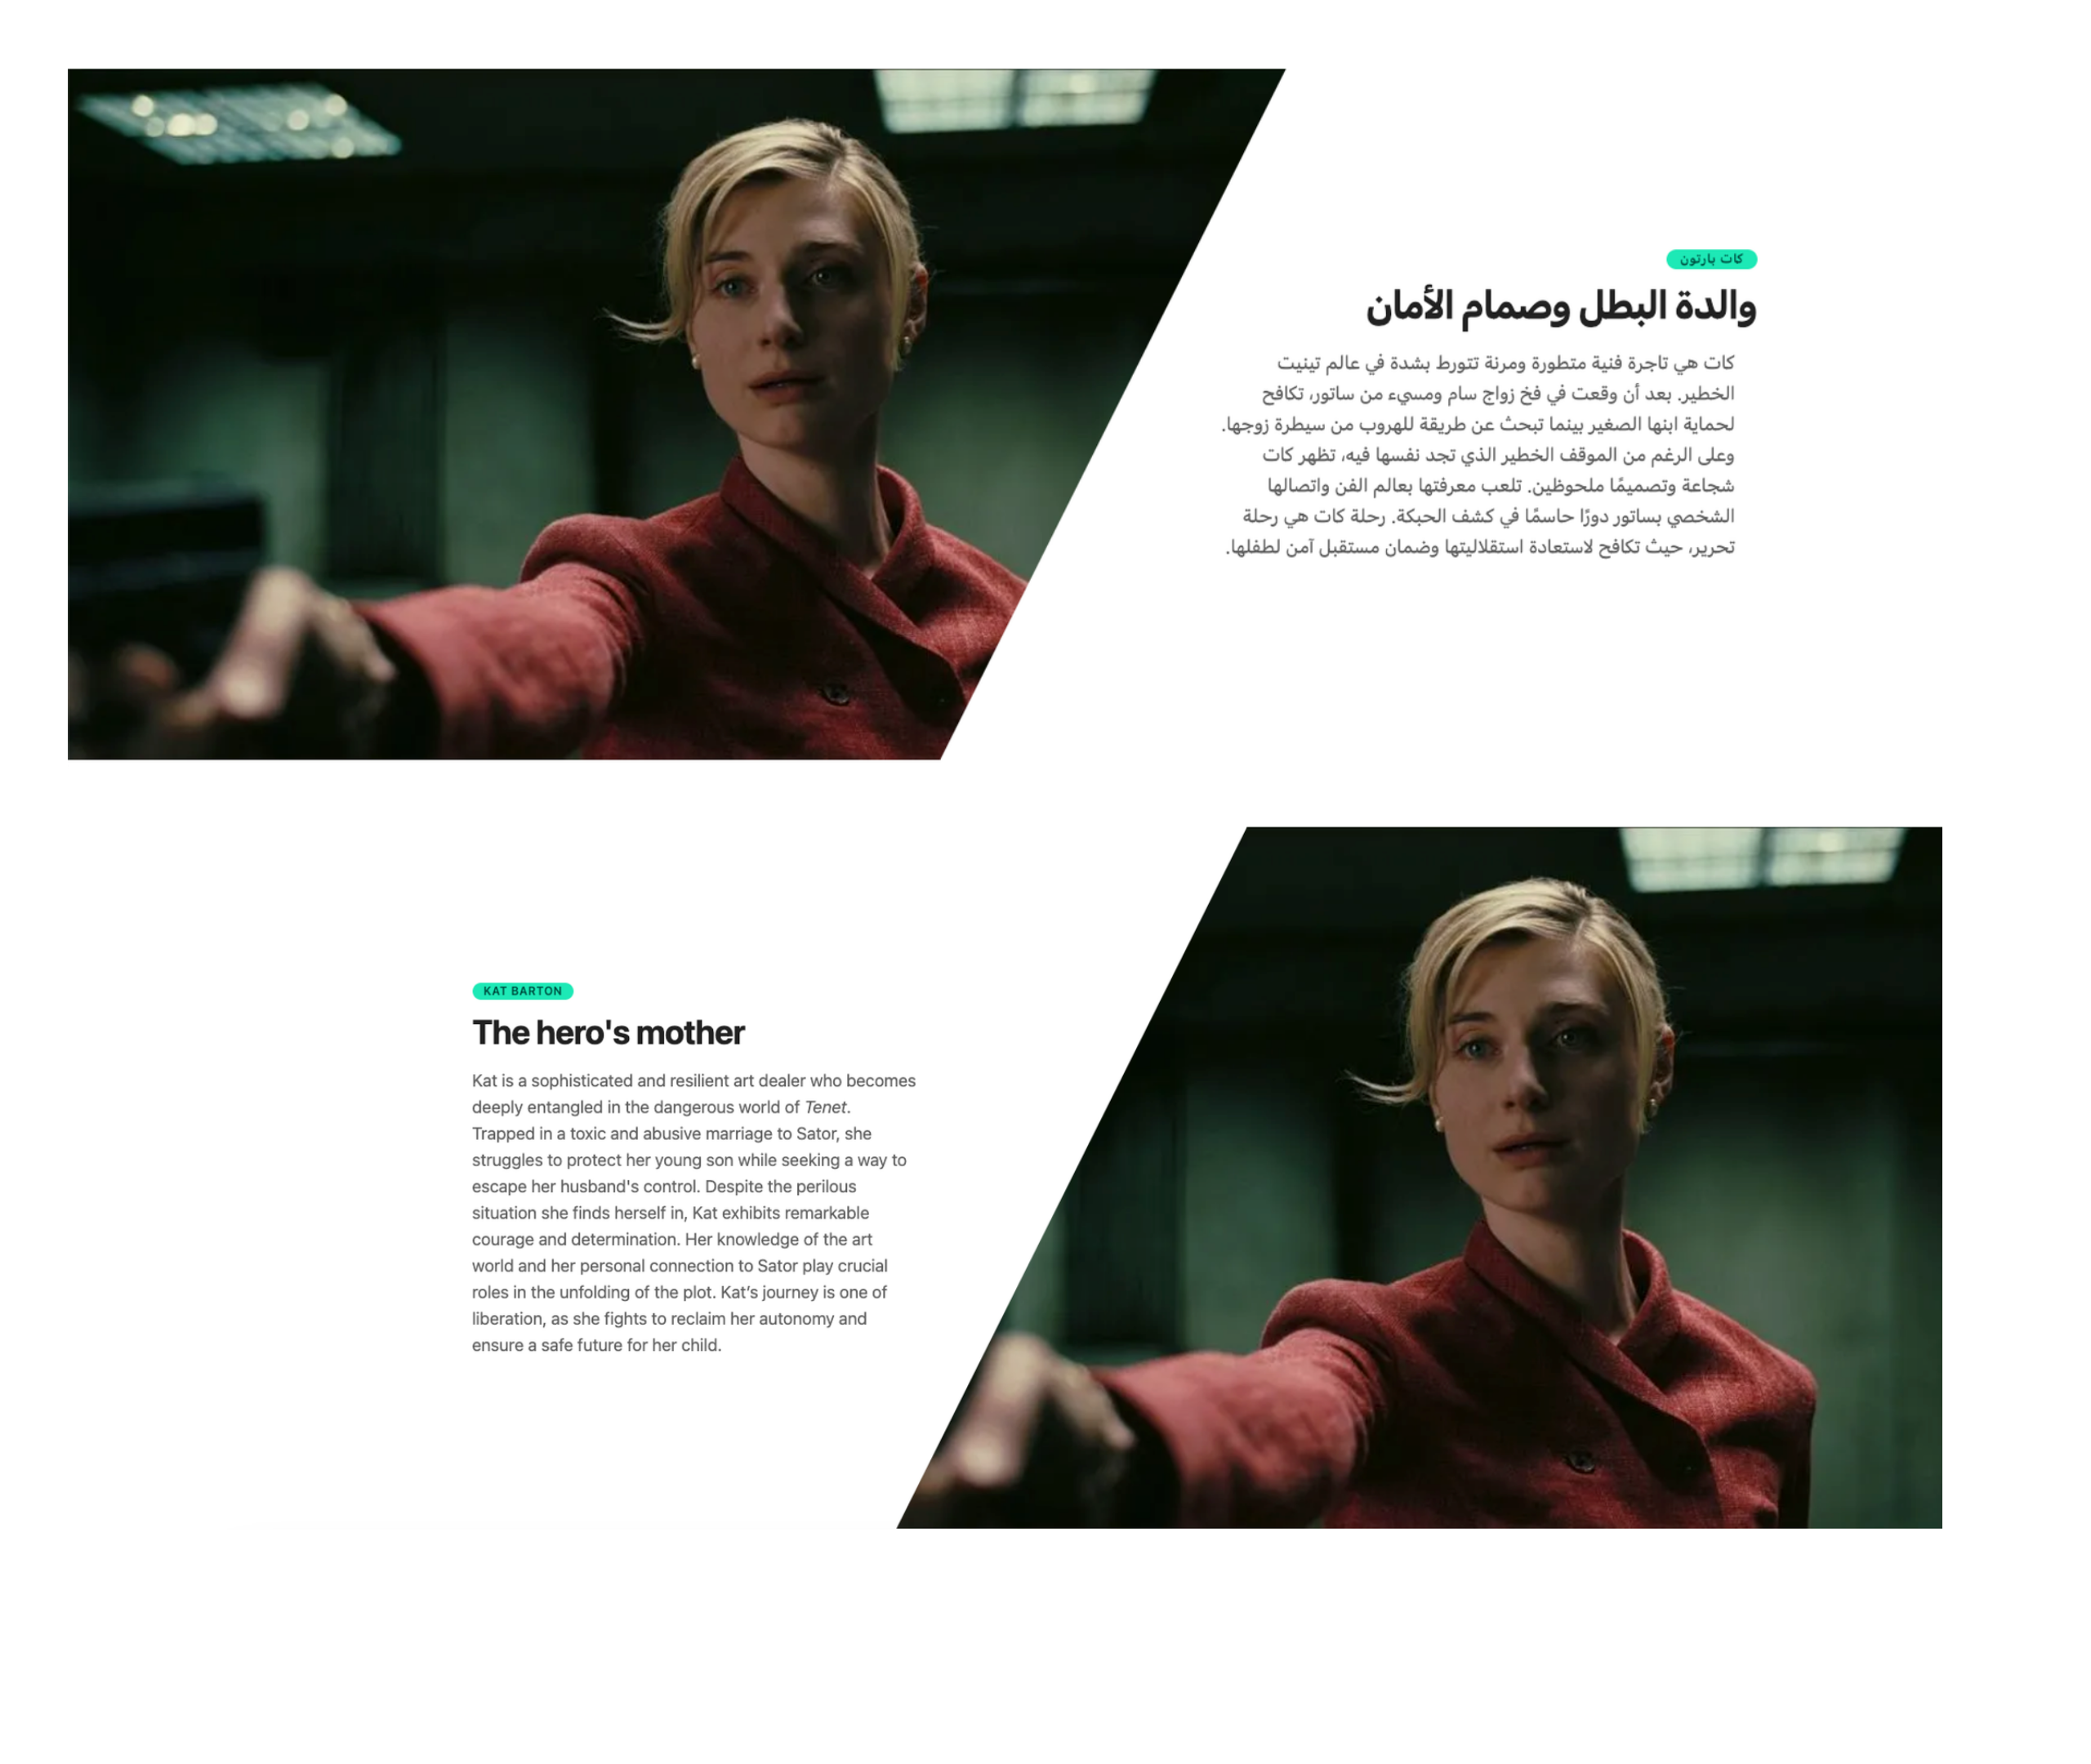 كات بارتون
والدة البطل وصمام الأمان
كات هي تاجرة فنية متطورة ومرنة تتورط بشدة في عالم تينيت
الخطير. بعد أن وقعت في فخ زواج سام ومسيء من ساتور، تكافح
لحماية ابنها الصغير بينما تبحث عن طريقة للهروب من سيطرة زوجها.
وعلى الرغم من الموقف الخطير الذي تجد نفسها فيه، تظهر كات
شجاعة وتصميمًا ملحوظين. تلعب معرفتها بعالم الفن واتصالها
الشخصي بساتور دورًا حاسمًا في كشف الحبكة. رحلة كات هي رحلة
تحرير، حيث تكافح لاستعادة استقلاليتها وضمان مستقبل آمن لطفلها.
KAT BARTON
The hero's mother
Kat is a sophisticated and resilient art dealer who becomes
deeply entangled in the dangerous world of Tenet.
Trapped in a toxic and abusive marriage to Sator, she
struggles to protect her young son while seeking a way to
escape her husband's control. Despite the perilous
situation she finds herself in, Kat exhibits remarkable
courage and determination. Her knowledge of the art
world and her personal connection to Sator play crucial
roles in the unfolding of the plot. Kat’s journey is one of
liberation, as she fights to reclaim her autonomy and
ensure a safe future for her child.